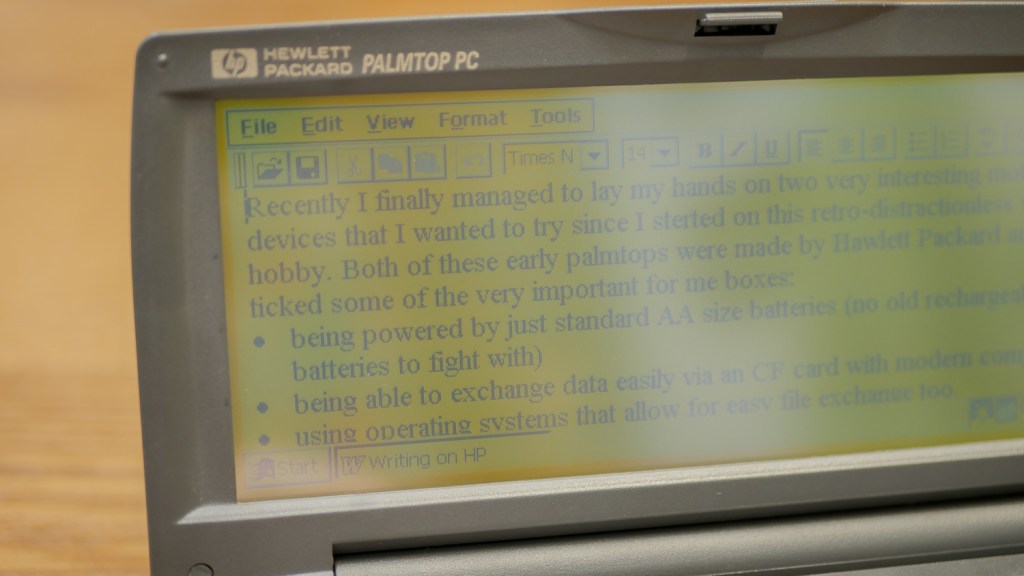 hp HEWLETT PACKARD PALMTOP PC
File Edit View Format Tools
Times N 14 B I U
Recently I finally managed to lay my hands on two very interesting
devices that I wanted to try since I sterted on this retro-distractionless
hobby. Both of these early palmtops were made by Hawlett Packard
ticked some of the very important for me boxes:
• being powered by just standard AA size batteries (no old
batteries to fight with)
• being able to exchange data easily via an CF card with modern
• using operating systems that allow for easy file exchange too.
Start Writing on HP